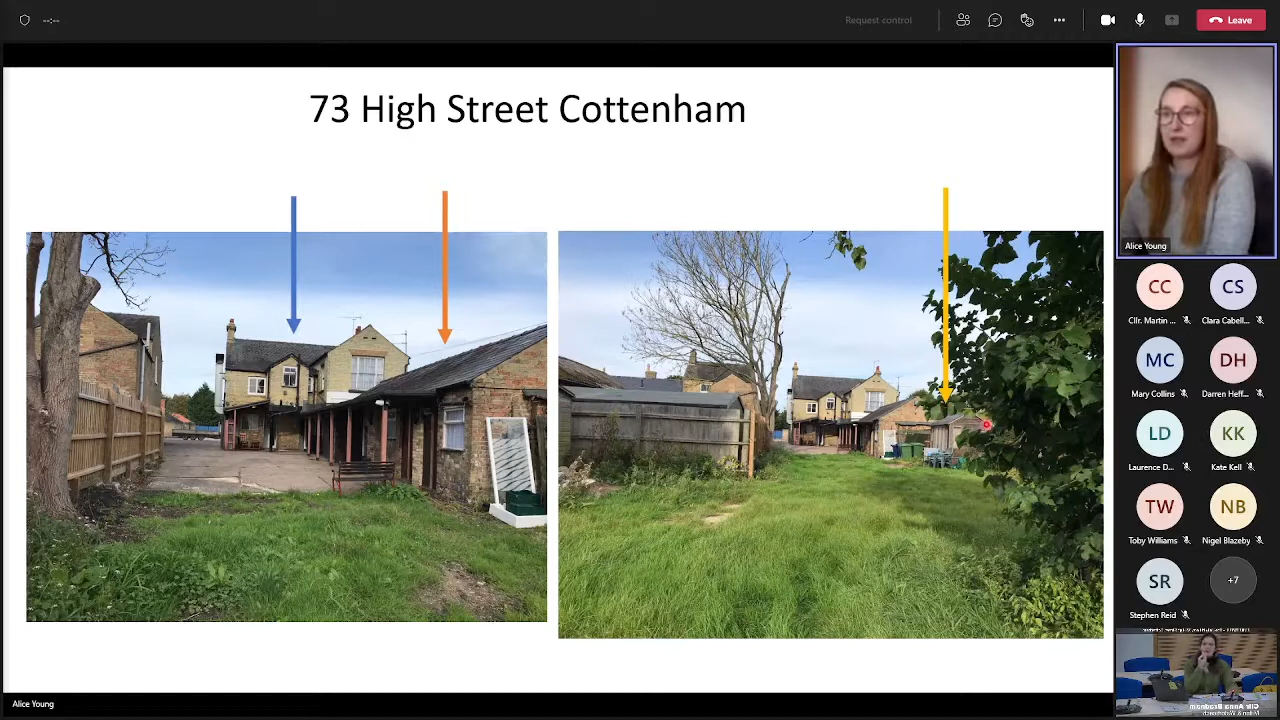 --:--
Request control
Leave
73 High Street Cottenham
Alice Young
CC
CS
Cllr. Martin ...
Clara Cabell...
MC
DH
Mary Collins
Darren Heff...
LD
KK
Laurence D...
Kate Kell
TW
NB
Toby Williams
Nigel Blazeby
SR
+7
Stephen Reid
Alice Young